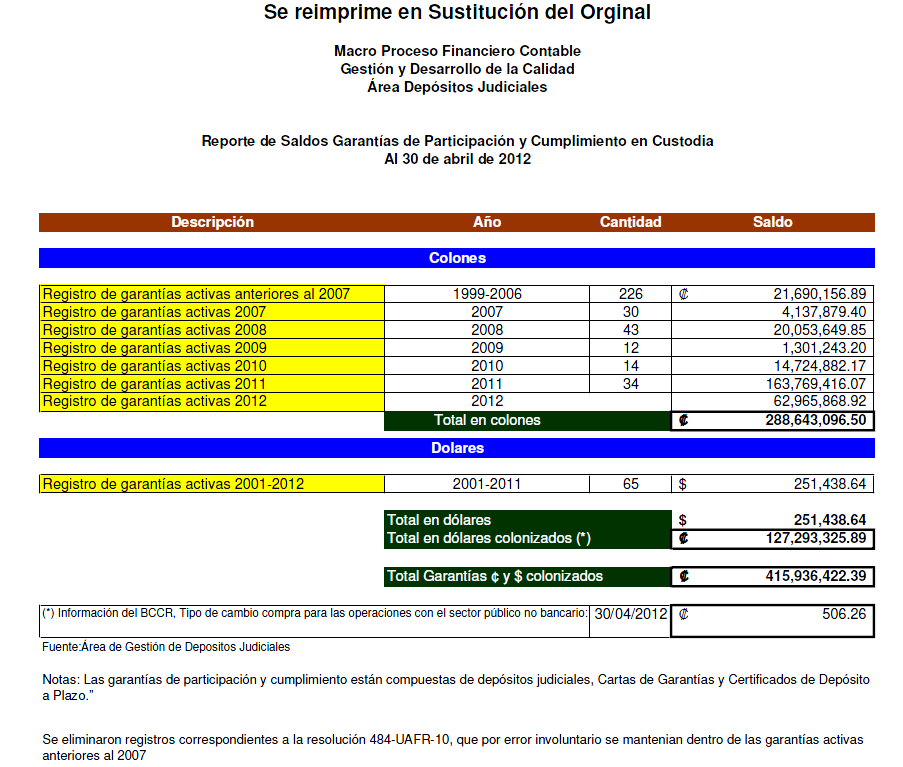 Se reimprime en Sustitución del Orginal
Macro Proceso Financiero Contable
Gestión y Desarrollo de la Calidad
Área Depósitos Judiciales
Reporte de Saldos Garantías de Participación y Cumplimiento en Custodia
Al 30 de abril de 2012
Descripción Año Cantidad Saldo
Colones
Registro de garantías activas anteriores al 2007 1999-2006 226 ₡ 21,690,156.89
Registro de garantías activas 2007 2007 30 4,137,879.40
Registro de garantías activas 2008 2008 43 20,053,649.85
Registro de garantías activas 2009 2009 12 1,301,243.20
Registro de garantías activas 2010 2010 14 14,724,882.17
Registro de garantías activas 2011 2011 34 163,769,416.07
Registro de garantías activas 2012 2012 62,965,868.92
Total en colones ₡ 288,643,096.50
Dolares
Registro de garantías activas 2001-2012 2001-2011 65 $ 251,438.64
Total en dólares $ 251,438.64
Total en dólares colonizados (*) ₡ 127,293,325.89
Total Garantías ¢ y $ colonizados ₡ 415,936,422.39
(*) Información del BCCR, Tipo de cambio compra para las operaciones con el sector público no bancario: 30/04/2012 ₡ 506.26
Fuente:Área de Gestión de Depositos Judiciales
Notas: Las garantías de participación y cumplimiento están compuestas de depósitos judiciales, Cartas de Garantías y Certificados de Depósito
a Plazo.”
Se eliminaron registros correspondientes a la resolución 484-UAFR-10, que por error involuntario se mantenian dentro de las garantías activas
anteriores al 2007